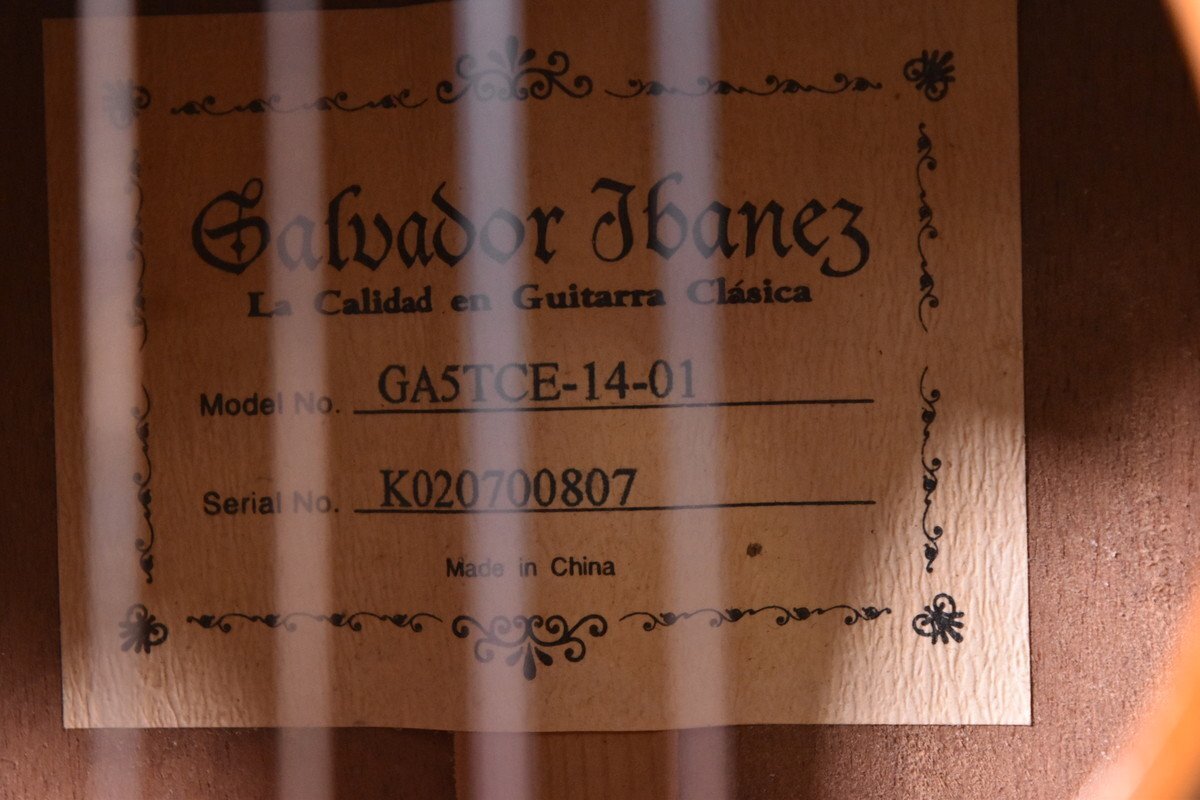 Salvador Ibanez
La Calidad en Guitarra Clásica
Model No. GA5TCE-14-01
Serial No. K020700807
Made in China